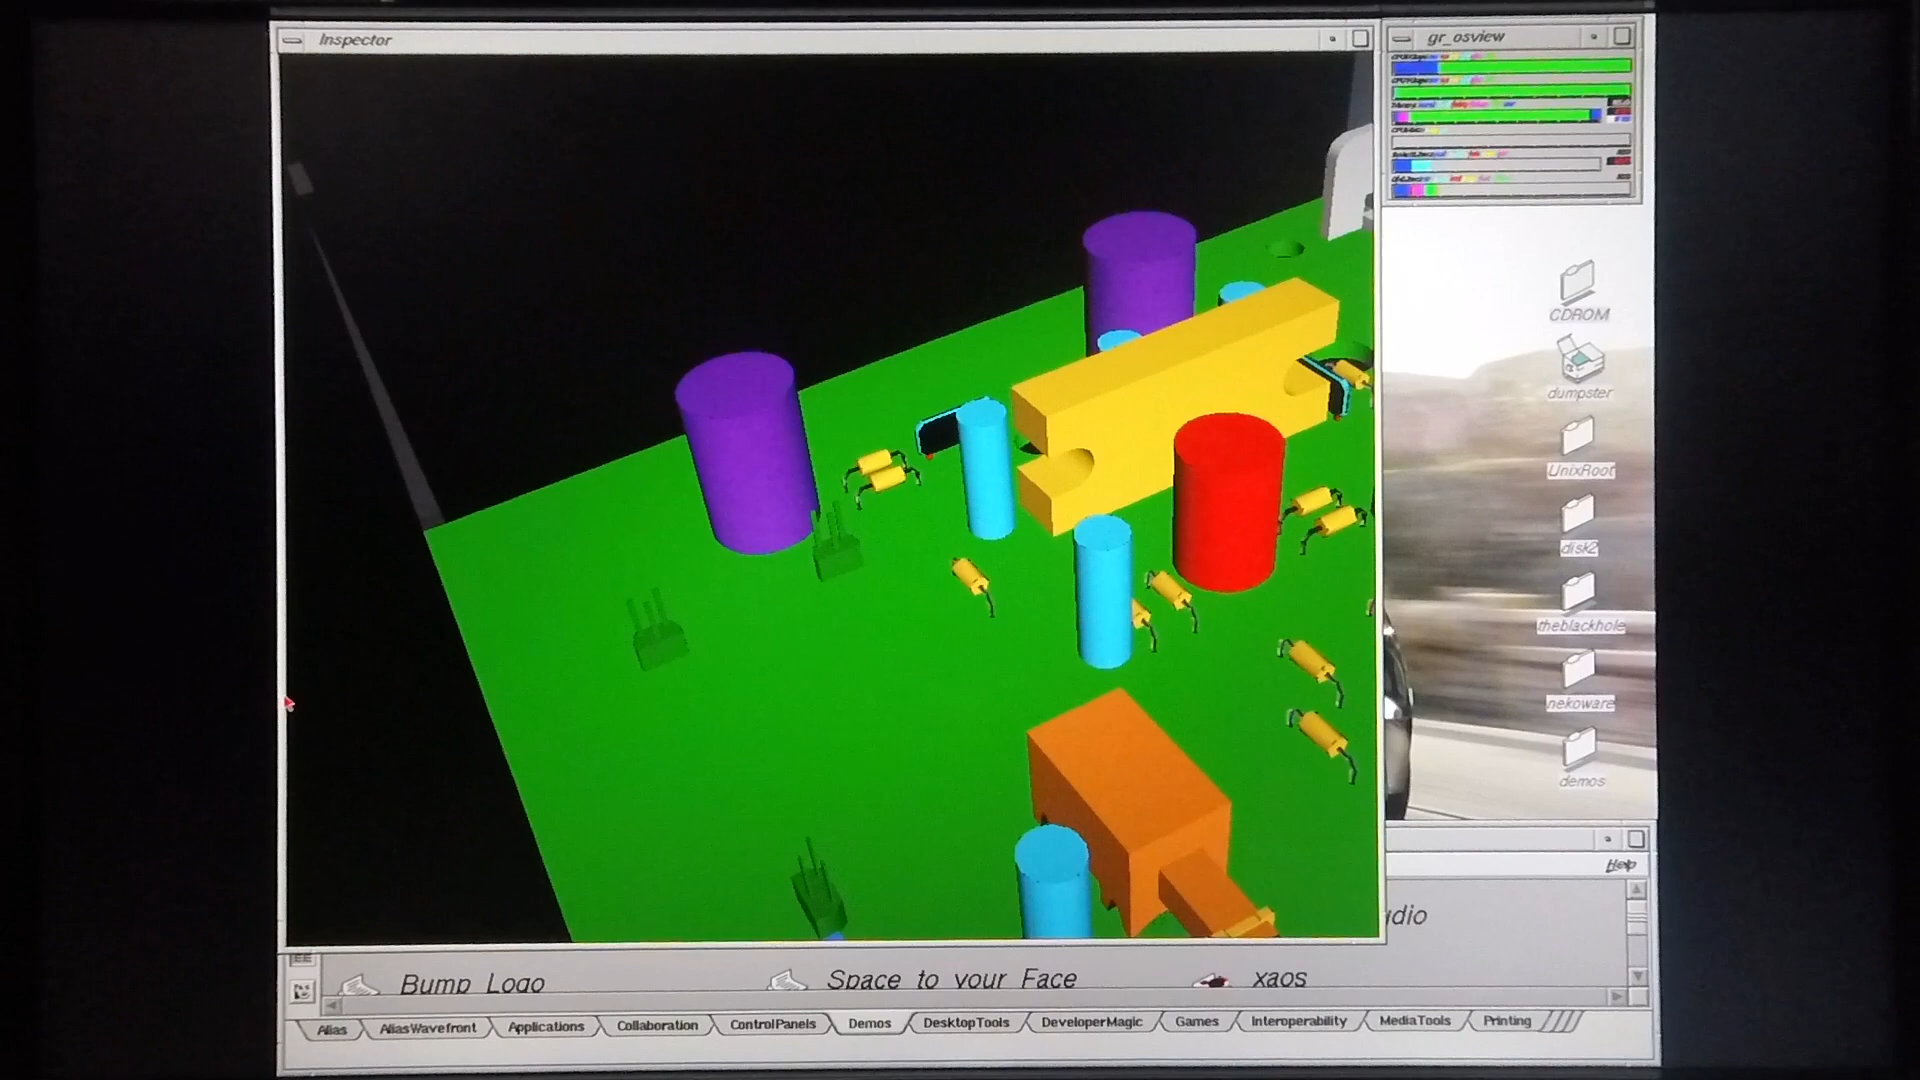 Inspector
gr_osview
CDROM
dumpster
UnixRoot
disk2
theblackhole
nekoware
demos
Help
dio
Bump Logo
Space to your Face
xaos
Alias
AliasWavefront
Applications
Collaboration
ControlPanels
Demos
DesktopTools
DeveloperMagic
Games
Interoperability
MediaTools
Printing